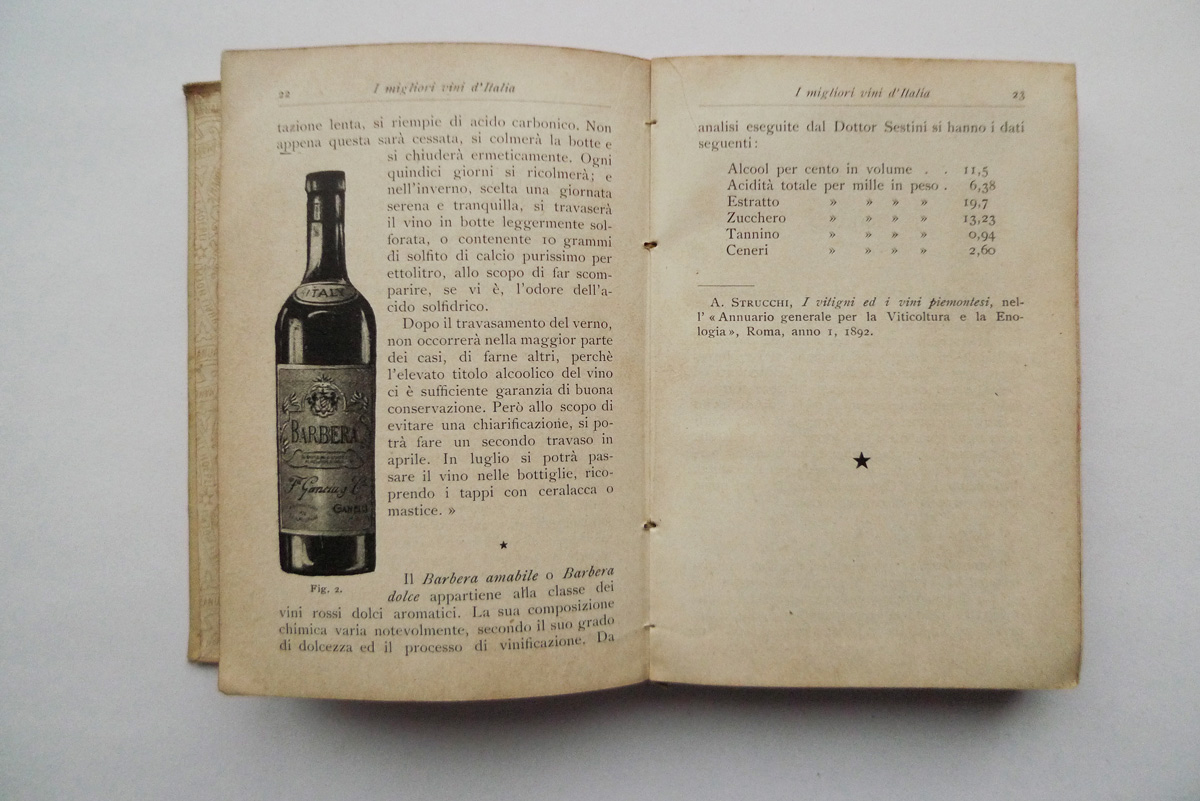 22
I migliori vini d'Italia
tazione lenta, si riempie di acido carbonico. Non
appena questa sarà cessata, si colmerà la botte e
si chiuderà ermeticamente. Ogni
quindici giorni si ricolmerà; e
nell'inverno, scelta una giornata
serena e tranquilla, si travaserà
il vino in botte leggermente sol-
forata, o contenente 10 grammi
di solfito di calcio purissimo per
ettolitro, allo scopo di far scom-
parire, se vi è, l'odore dell'a-
cido solfidrico.
Dopo il travasamento del verno,
non occorrerà nella maggior parte
dei casi, di farne altri, perchè
l'elevato titolo alcoolico del vino
ci è sufficiente garanzia di buona
conservazione. Però allo scopo di
evitare una chiarificazione, si po-
trà fare un secondo travaso in
aprile. In luglio si potrà pas-
sare il vino nelle bottiglie, rico-
prendo i tappi con ceralacca o
mastice. »
ITALY
BARBERA
F. Gancia & C.
CANELLI
Fig. 2.
★
Il Barbera amabile o Barbera
dolce appartiene alla classe dei
vini rossi dolci aromatici. La sua composizione
chimica varia notevolmente, secondo il suo grado
di dolcezza ed il processo di vinificazione. Da
I migliori vini d'Italia
23
analisi eseguite dal Dottor Sestini si hanno i dati
seguenti:
Alcool per cento in volume . . 11,5
Acidità totale per mille in peso . 6,38
Estratto » » » » 19,7
Zucchero » » » » 13,23
Tannino » » » » 0,94
Ceneri » » » » 2,60
A. STRUCCHI, I vitigni ed i vini piemontesi, nel-
l' « Annuario generale per la Viticoltura e la Eno-
logia », Roma, anno 1, 1892.
★